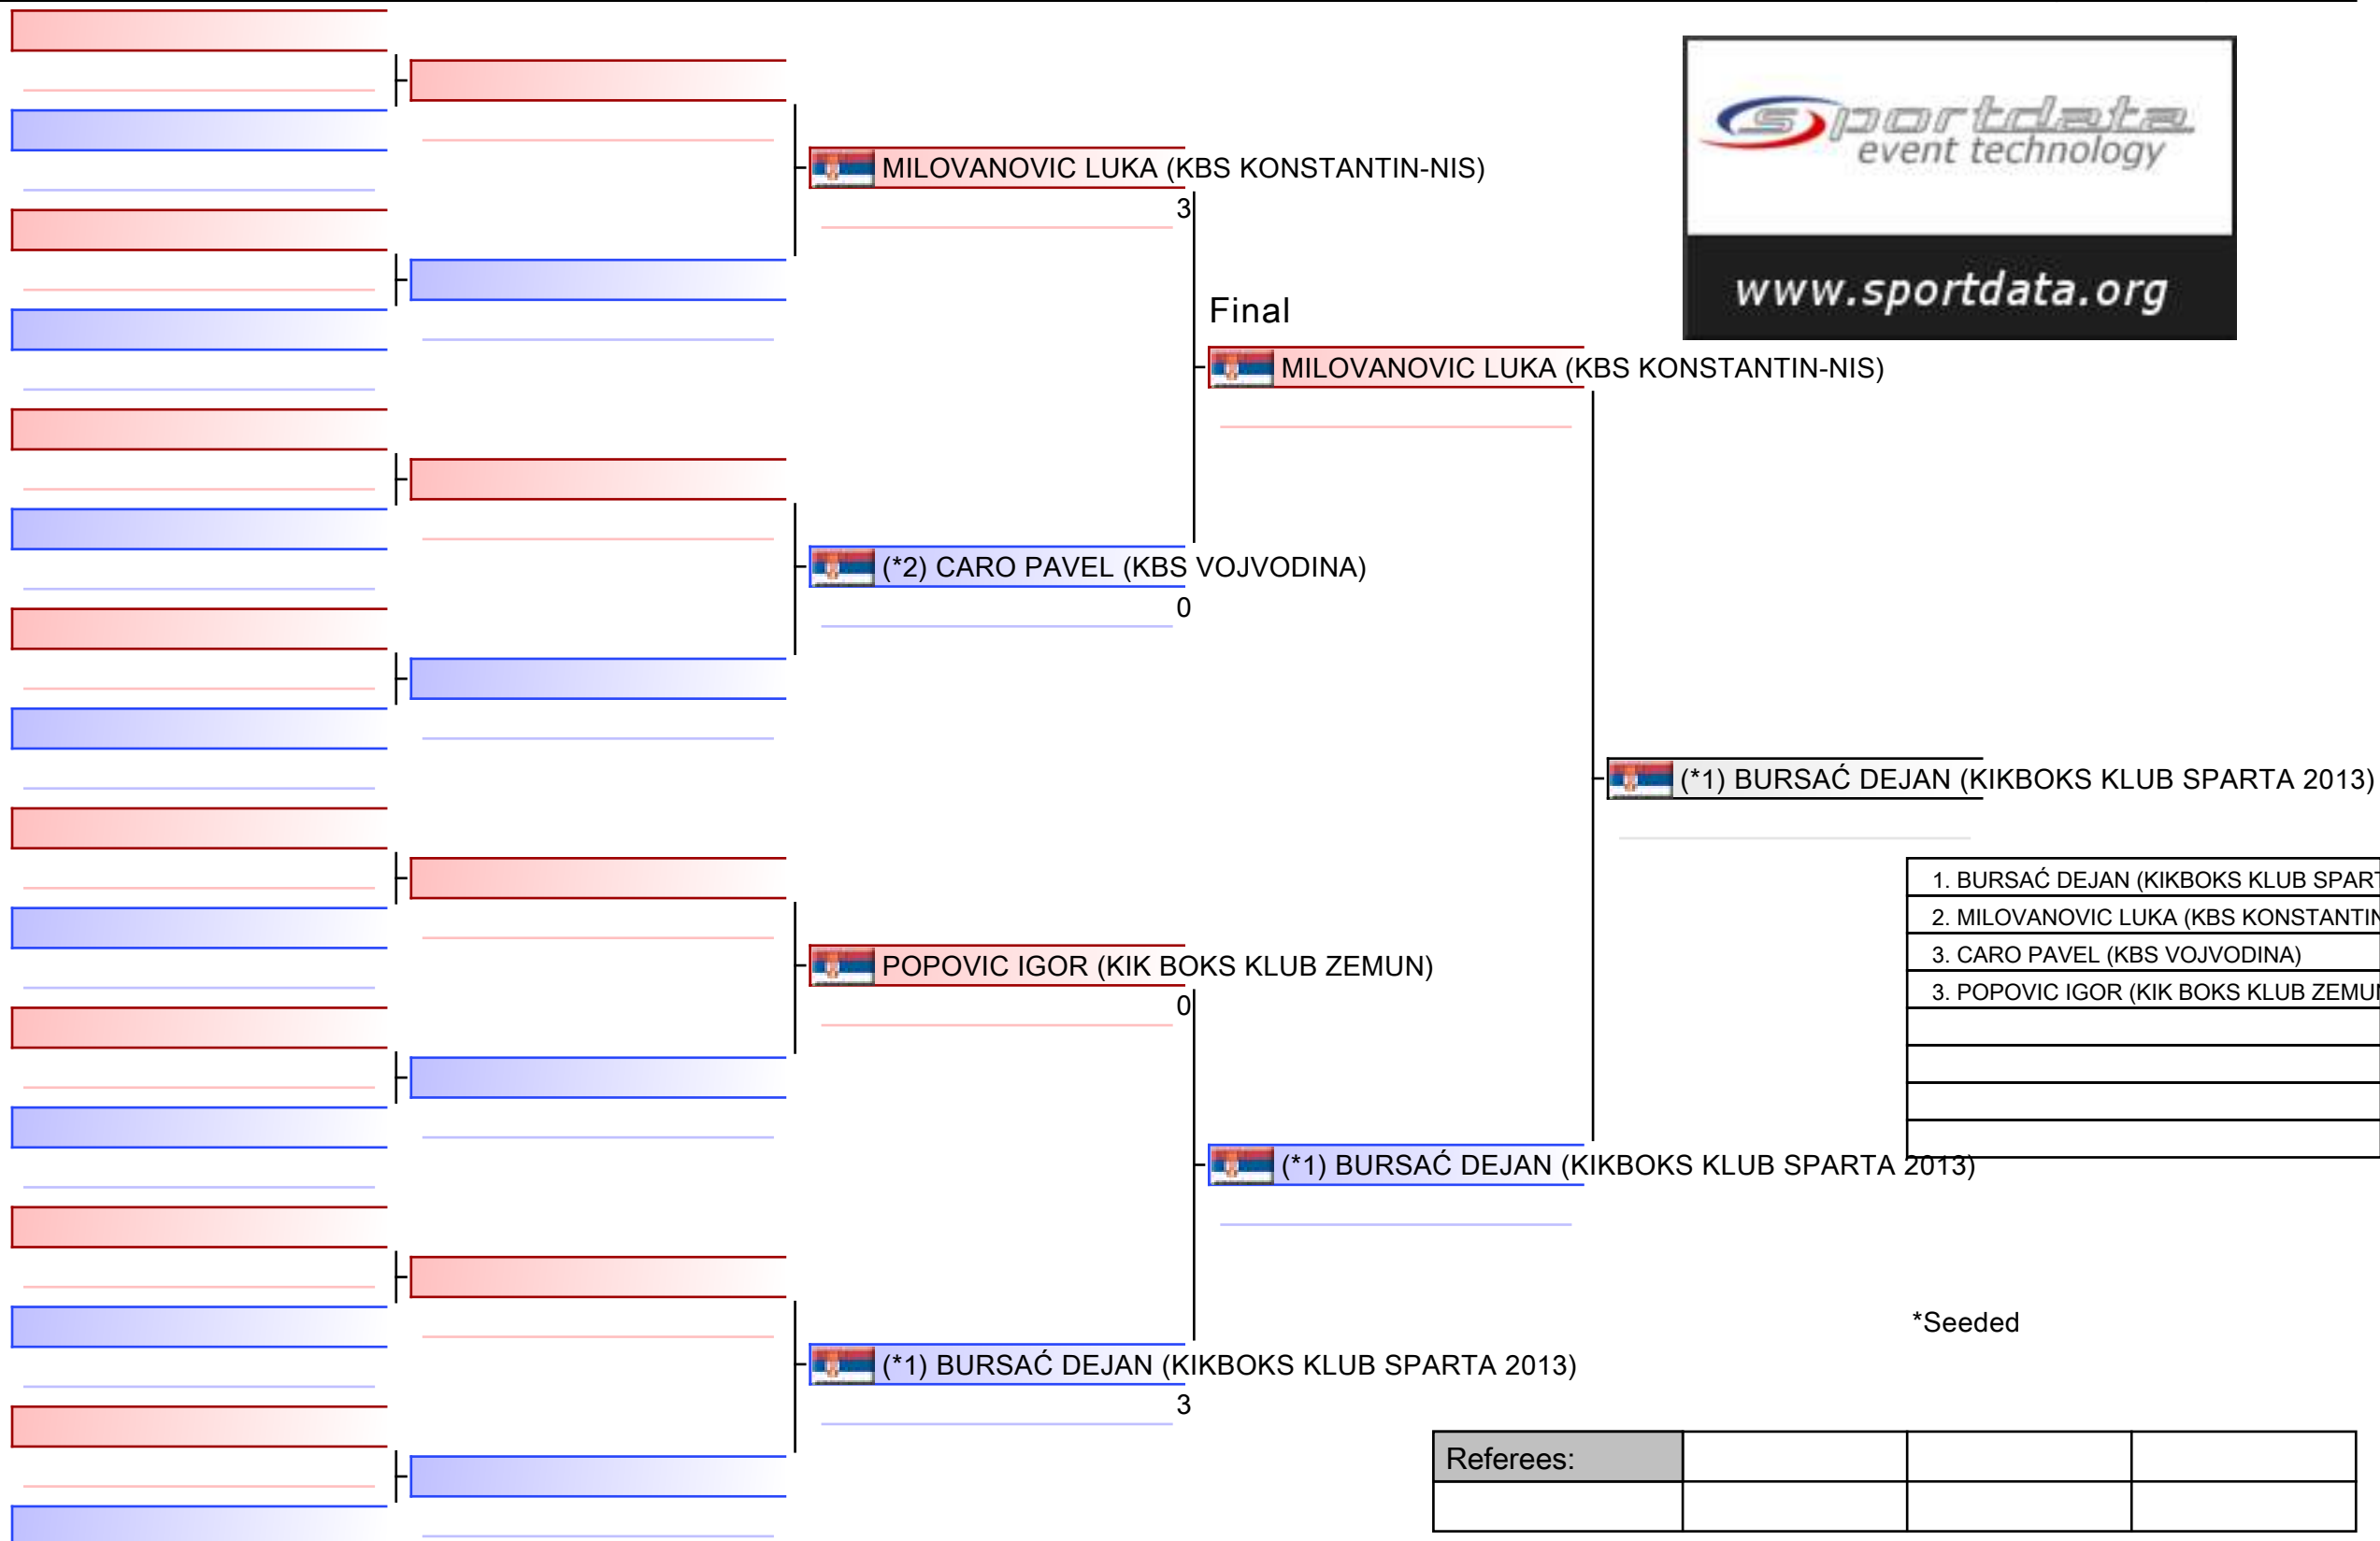 sportdata
event technology
www.sportdata.org
MILOVANOVIC LUKA (KBS KONSTANTIN-NIS)
3
Final
MILOVANOVIC LUKA (KBS KONSTANTIN-NIS)
(*2) CARO PAVEL (KBS VOJVODINA)
0
(*1) BURSAĆ DEJAN (KIKBOKS KLUB SPARTA 2013)
1. BURSAĆ DEJAN (KIKBOKS KLUB SPART
2. MILOVANOVIC LUKA (KBS KONSTANTIN
3. CARO PAVEL (KBS VOJVODINA)
3. POPOVIC IGOR (KIK BOKS KLUB ZEMUN
POPOVIC IGOR (KIK BOKS KLUB ZEMUN)
0
(*1) BURSAĆ DEJAN (KIKBOKS KLUB SPARTA 2013)
*Seeded
(*1) BURSAĆ DEJAN (KIKBOKS KLUB SPARTA 2013)
3
Referees: